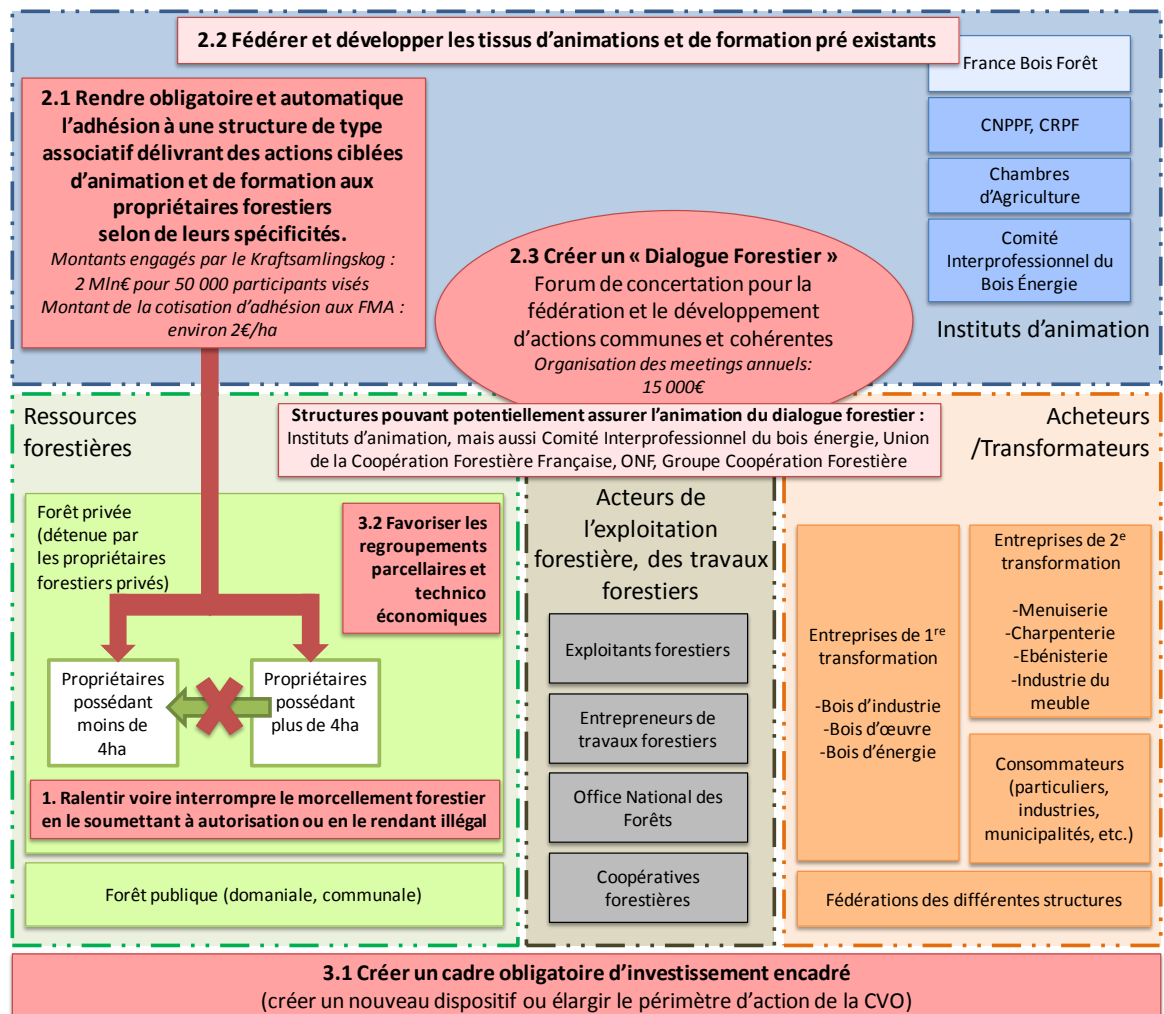 2.2 Fédérer et développer les tissus d'animations et de formation pré existants
2.1 Rendre obligatoire et automatique
l'adhésion à une structure de type
associatif délivrant des actions ciblées
d'animation et de formation aux
propriétaires forestiers
selon de leurs spécificités.
Montants engagés par le Kraftsamlingskog :
2 Mln€ pour 50 000 participants visés
Montant de la cotisation d'adhésion aux FMA :
environ 2€/ha
2.3 Créer un « Dialogue Forestier »
Forum de concertation pour la
fédération et le développement
d'actions communes et cohérentes
Organisation des meetings annuels:
15 000€
France Bois Forêt
CNPPF, CRPF
Chambres
d'Agriculture
Comité
Interprofessionnel du
Bois Énergie
Instituts d'animation
Structures pouvant potentiellement assurer l'animation du dialogue forestier :
Instituts d'animation, mais aussi Comité Interprofessionnel du bois énergie, Union
de la Coopération Forestière Française, ONF, Groupe Coopération Forestière
Ressources
forestières
Forêt privée
(détenue par
les propriétaires
forestiers privés)
3.2 Favoriser les
regroupements
parcellaires et
technico
économiques
Propriétaires
possédant
moins de
4ha
Propriétaires
possédant
plus de 4ha
1. Ralentir voire interrompre le morcellement forestier
en le soumettant à autorisation ou en le rendant illégal
Forêt publique (domaniale, communale)
Acteurs de
l'exploitation
forestière, des travaux
forestiers
Exploitants forestiers
Entrepreneurs de
travaux forestiers
Office National des
Forêts
Coopératives
forestières
Acheteurs
/Transformateurs
Entreprises de 1re
transformation
-Bois d'industrie
-Bois d'œuvre
-Bois d'énergie
Entreprises de 2e
transformation
-Menuiserie
-Charpenterie
-Ebénisterie
-Industrie du
meuble
Consommateurs
(particuliers,
industries,
municipalités, etc.)
Fédérations des différentes structures
3.1 Créer un cadre obligatoire d'investissement encadré
(créer un nouveau dispositif ou élargir le périmètre d'action de la CVO)